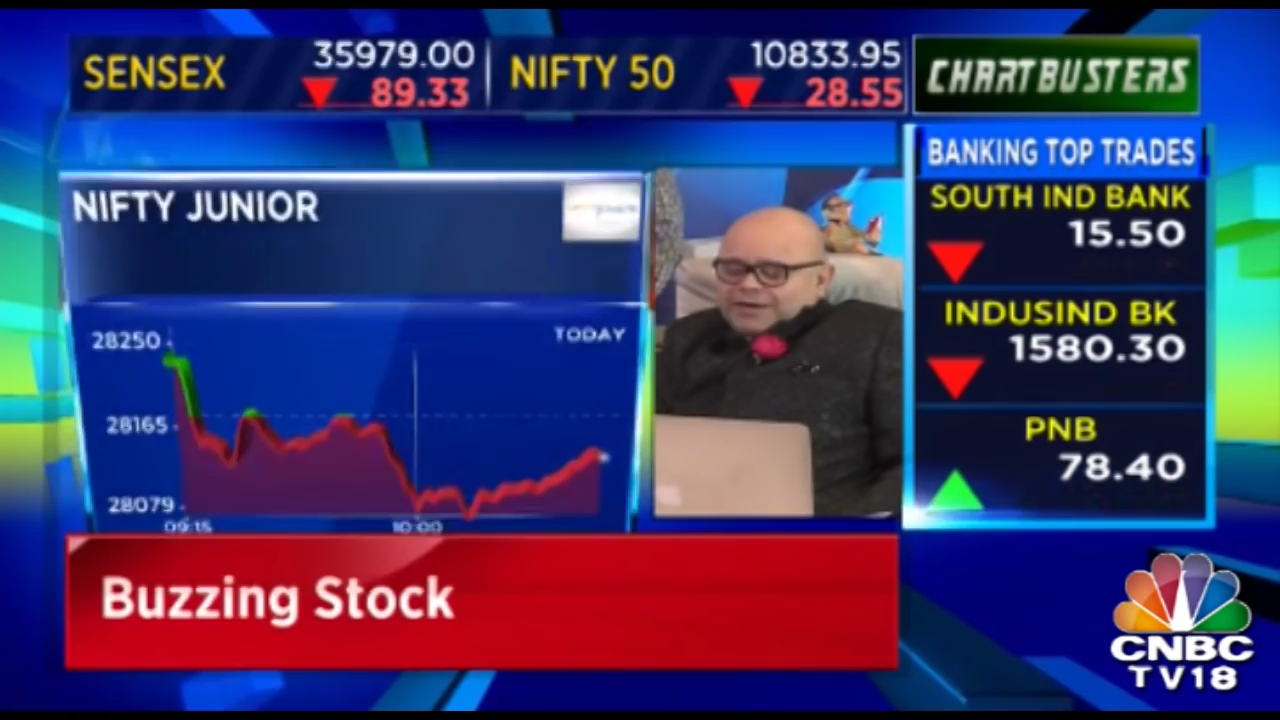 SENSEX 35979.00 NIFTY 50 10833.95 CHARTBUSTERS
89.33 28.55
BANKING TOP TRADES
NIFTY JUNIOR
SOUTH IND BANK
15.50
INDUSIND BK
1580.30
PNB
78.40
TODAY
28250
28165
28079
09:15 10:00
Buzzing Stock
CNBC
TV18